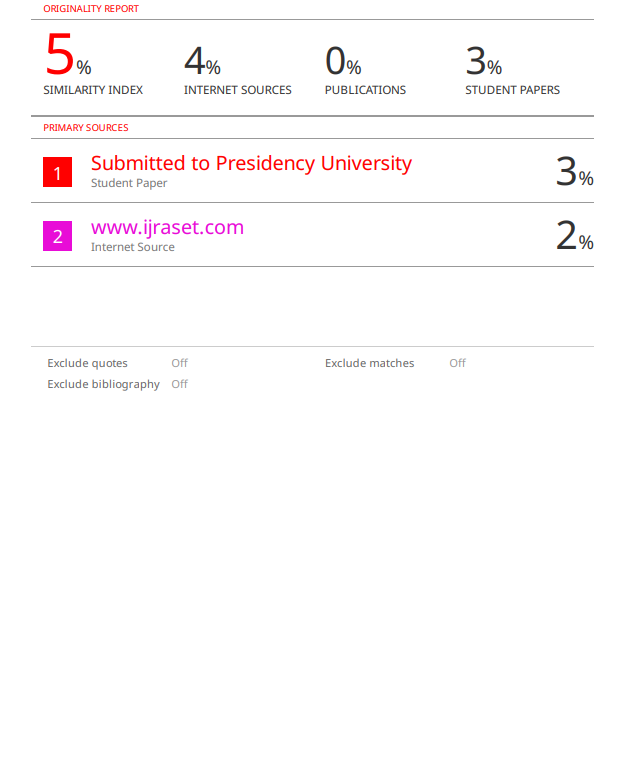 ORIGINALITY REPORT
5% 4% 0% 3%
SIMILARITY INDEX INTERNET SOURCES PUBLICATIONS STUDENT PAPERS
PRIMARY SOURCES
1 Submitted to Presidency University 3%
Student Paper
2 www.ijraset.com 2%
Internet Source
Exclude quotes Off Exclude matches Off
Exclude bibliography Off